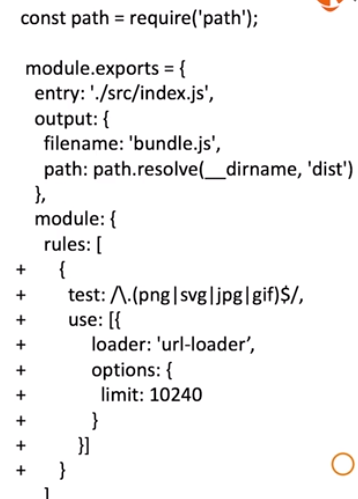 const path = require('path');
module.exports = {
entry: './src/index.js',
output: {
filename: 'bundle.js',
path: path.resolve(__dirname, 'dist')
},
module: {
rules: [
+ {
+ test: /\.(png|svg|jpg|gif)$/,
+ use: [{
+ loader: 'url-loader’,
+ options: {
+ limit: 10240
+ }
+ }]
+ }
]